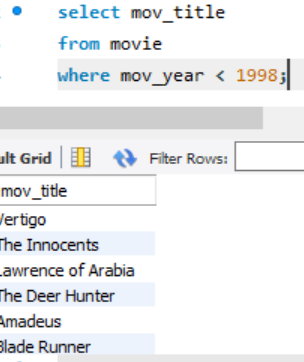 select mov_title
from movie
where mov_year < 1998;
ult Grid
Filter Rows:
mov_title
Vertigo
The Innocents
Lawrence of Arabia
The Deer Hunter
Amadeus
Blade Runner